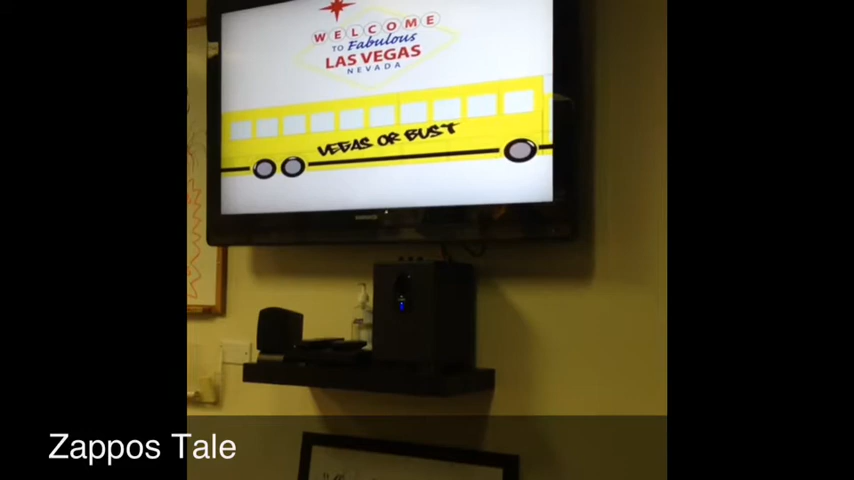 WELCOME
TO Fabulous
LAS VEGAS
NEVADA
VEGAS OR BUST
Zappos Tale